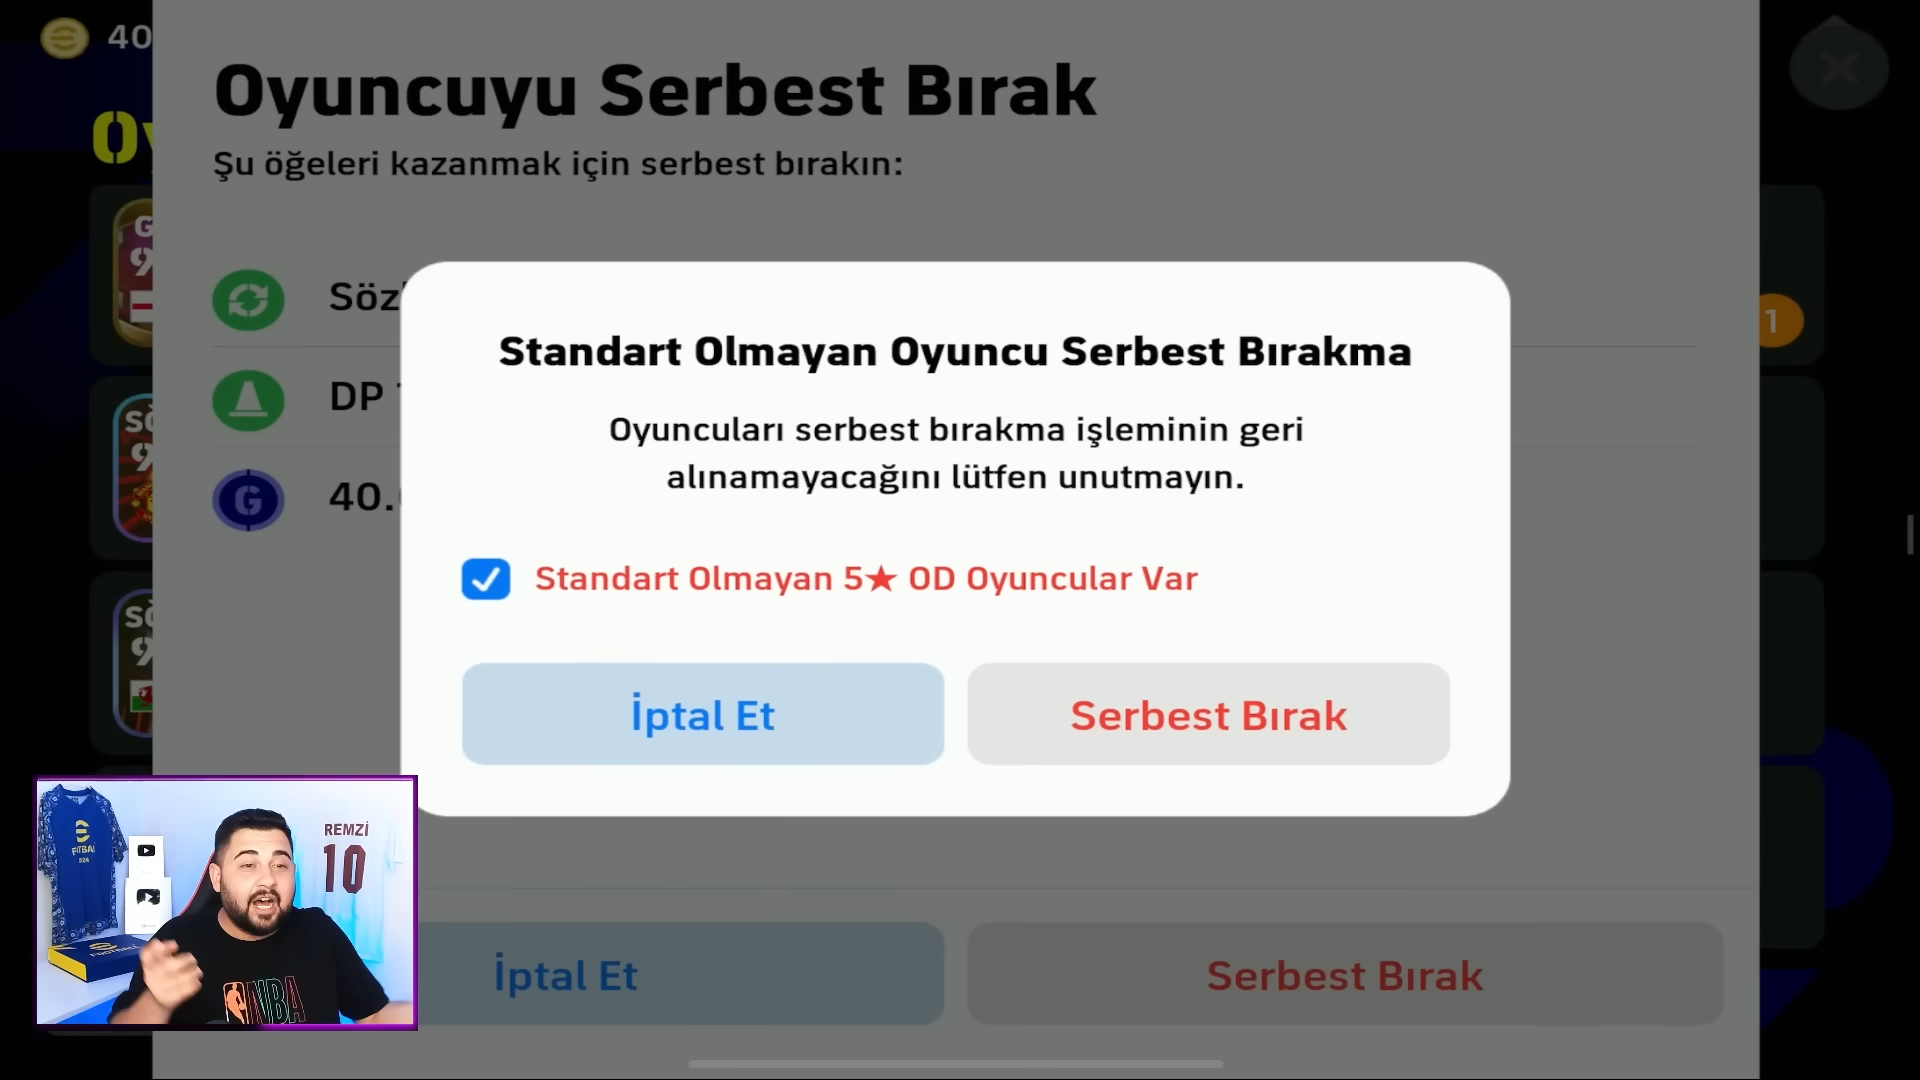 40
Oyuncuyu Serbest Bırak
Şu öğeleri kazanmak için serbest bırakın:
G
9
1
DP
40.
Standart Olmayan Oyuncu Serbest Bırakma
Oyuncuları serbest bırakma işleminin geri
alınamayacağını lütfen unutmayın.
Standart Olmayan 5★ OD Oyuncular Var
İptal Et
Serbest Bırak
REMZİ
10
NBA
İptal Et
Serbest Bırak